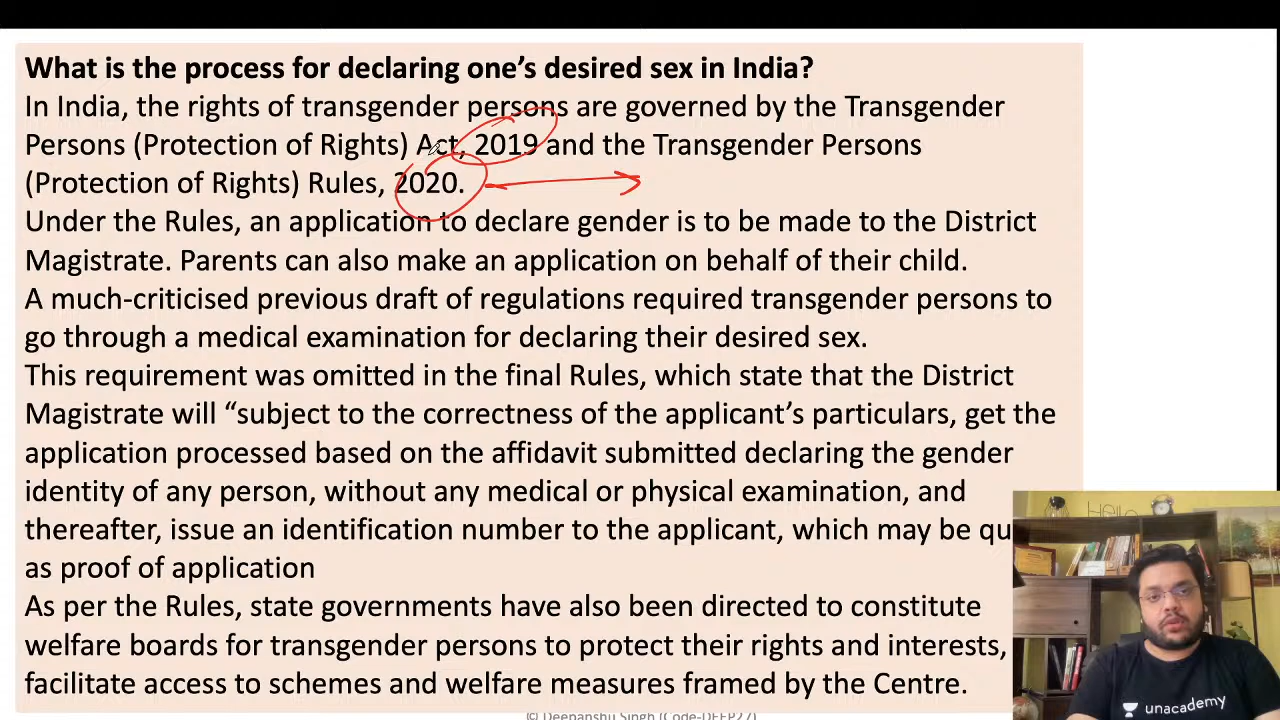 What is the process for declaring one’s desired sex in India?
In India, the rights of transgender persons are governed by the Transgender
Persons (Protection of Rights) Act, 2019 and the Transgender Persons
(Protection of Rights) Rules, 2020.
Under the Rules, an application to declare gender is to be made to the District
Magistrate. Parents can also make an application on behalf of their child.
A much-criticised previous draft of regulations required transgender persons to
go through a medical examination for declaring their desired sex.
This requirement was omitted in the final Rules, which state that the District
Magistrate will “subject to the correctness of the applicant’s particulars, get the
application processed based on the affidavit submitted declaring the gender
identity of any person, without any medical or physical examination, and
thereafter, issue an identification number to the applicant, which may be qu
as proof of application
As per the Rules, state governments have also been directed to constitute
welfare boards for transgender persons to protect their rights and interests,
facilitate access to schemes and welfare measures framed by the Centre.
Hello
unacademy
© Deepanshu Singh (Code-DEEP27)